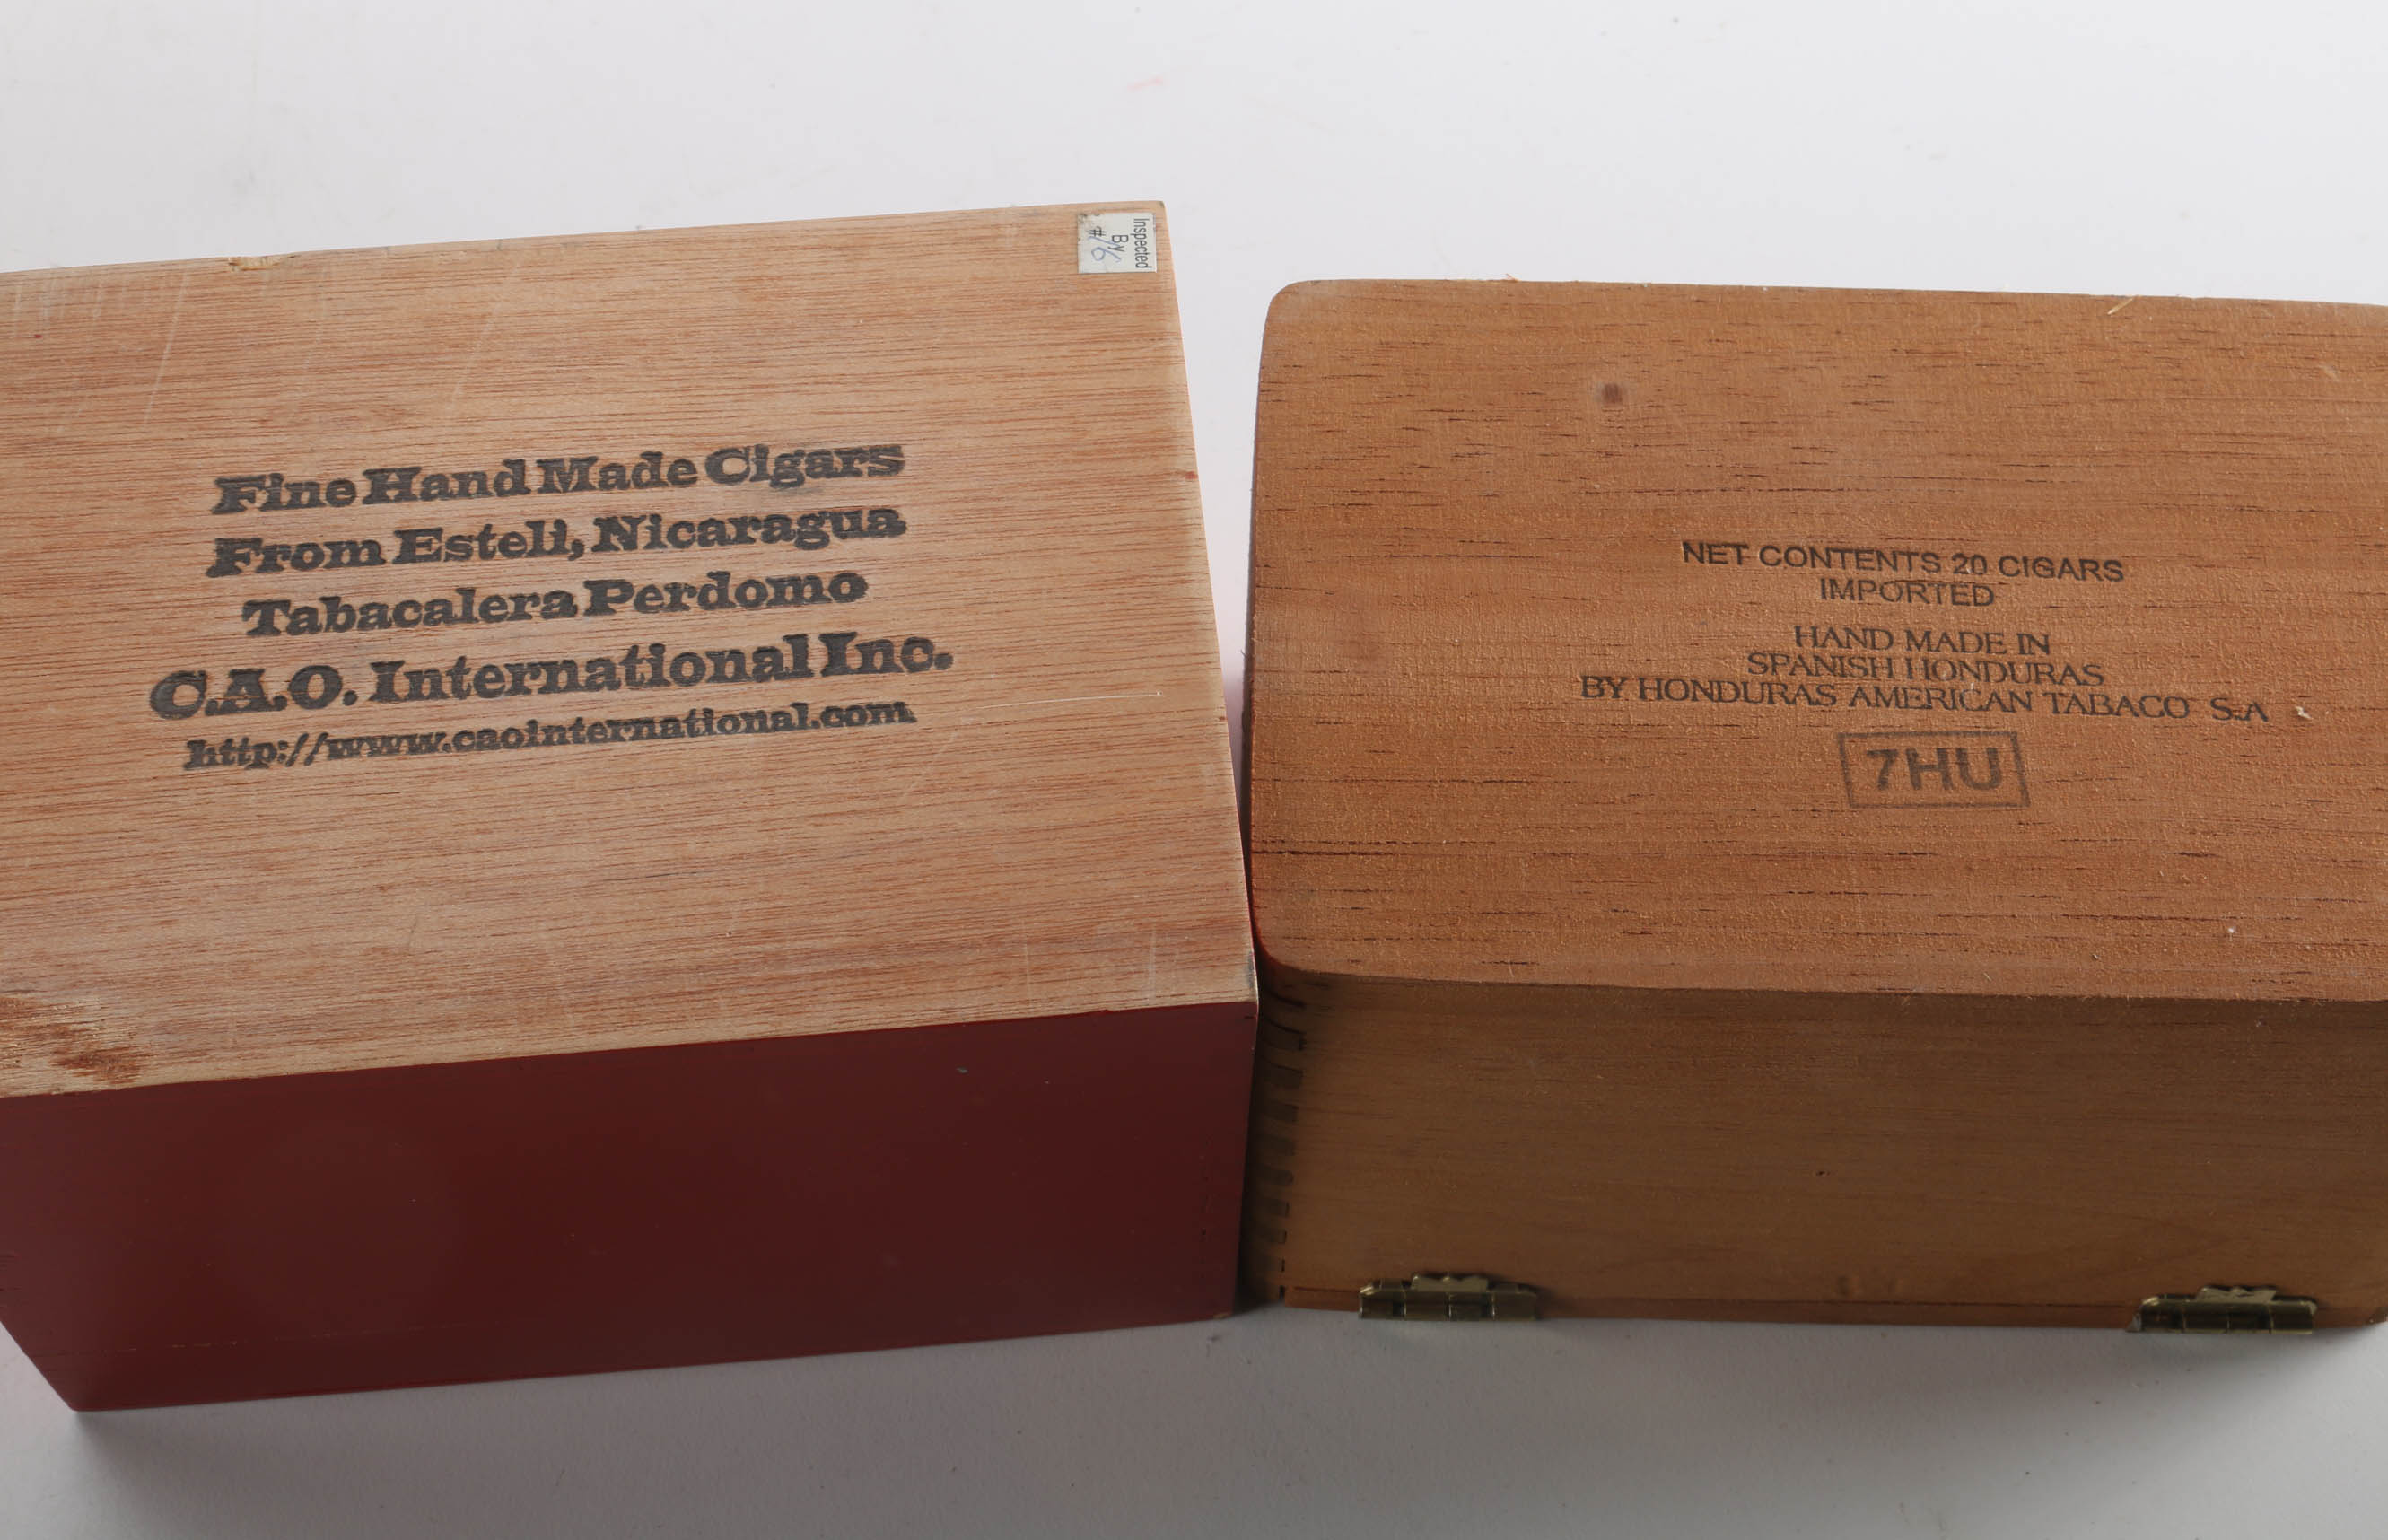 Inspected
By
#16
Fine Hand Made Cigars
From Esteli, Nicaragua
Tabacalera Perdomo
C.A.O. International Inc.
http://www.caointernational.com
NET CONTENTS 20 CIGARS
IMPORTED
HAND MADE IN
SPANISH HONDURAS
BY HONDURAS AMERICAN TABACO S.A
7HU